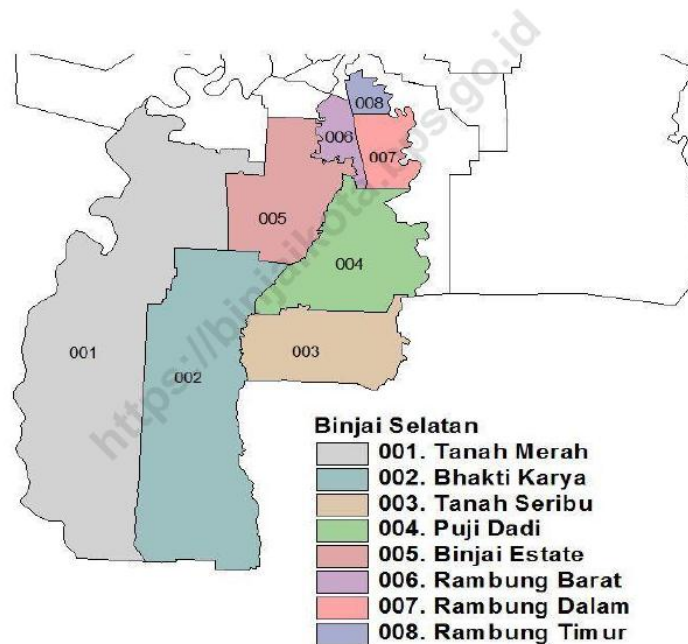 https://binjaikota.bps.go.id
008
006
007
005
004
001
002
003
Binjai Selatan
001. Tanah Merah
002. Bhakti Karya
003. Tanah Seribu
004. Puji Dadi
005. Binjai Estate
006. Rambung Barat
007. Rambung Dalam
008. Rambung Timur